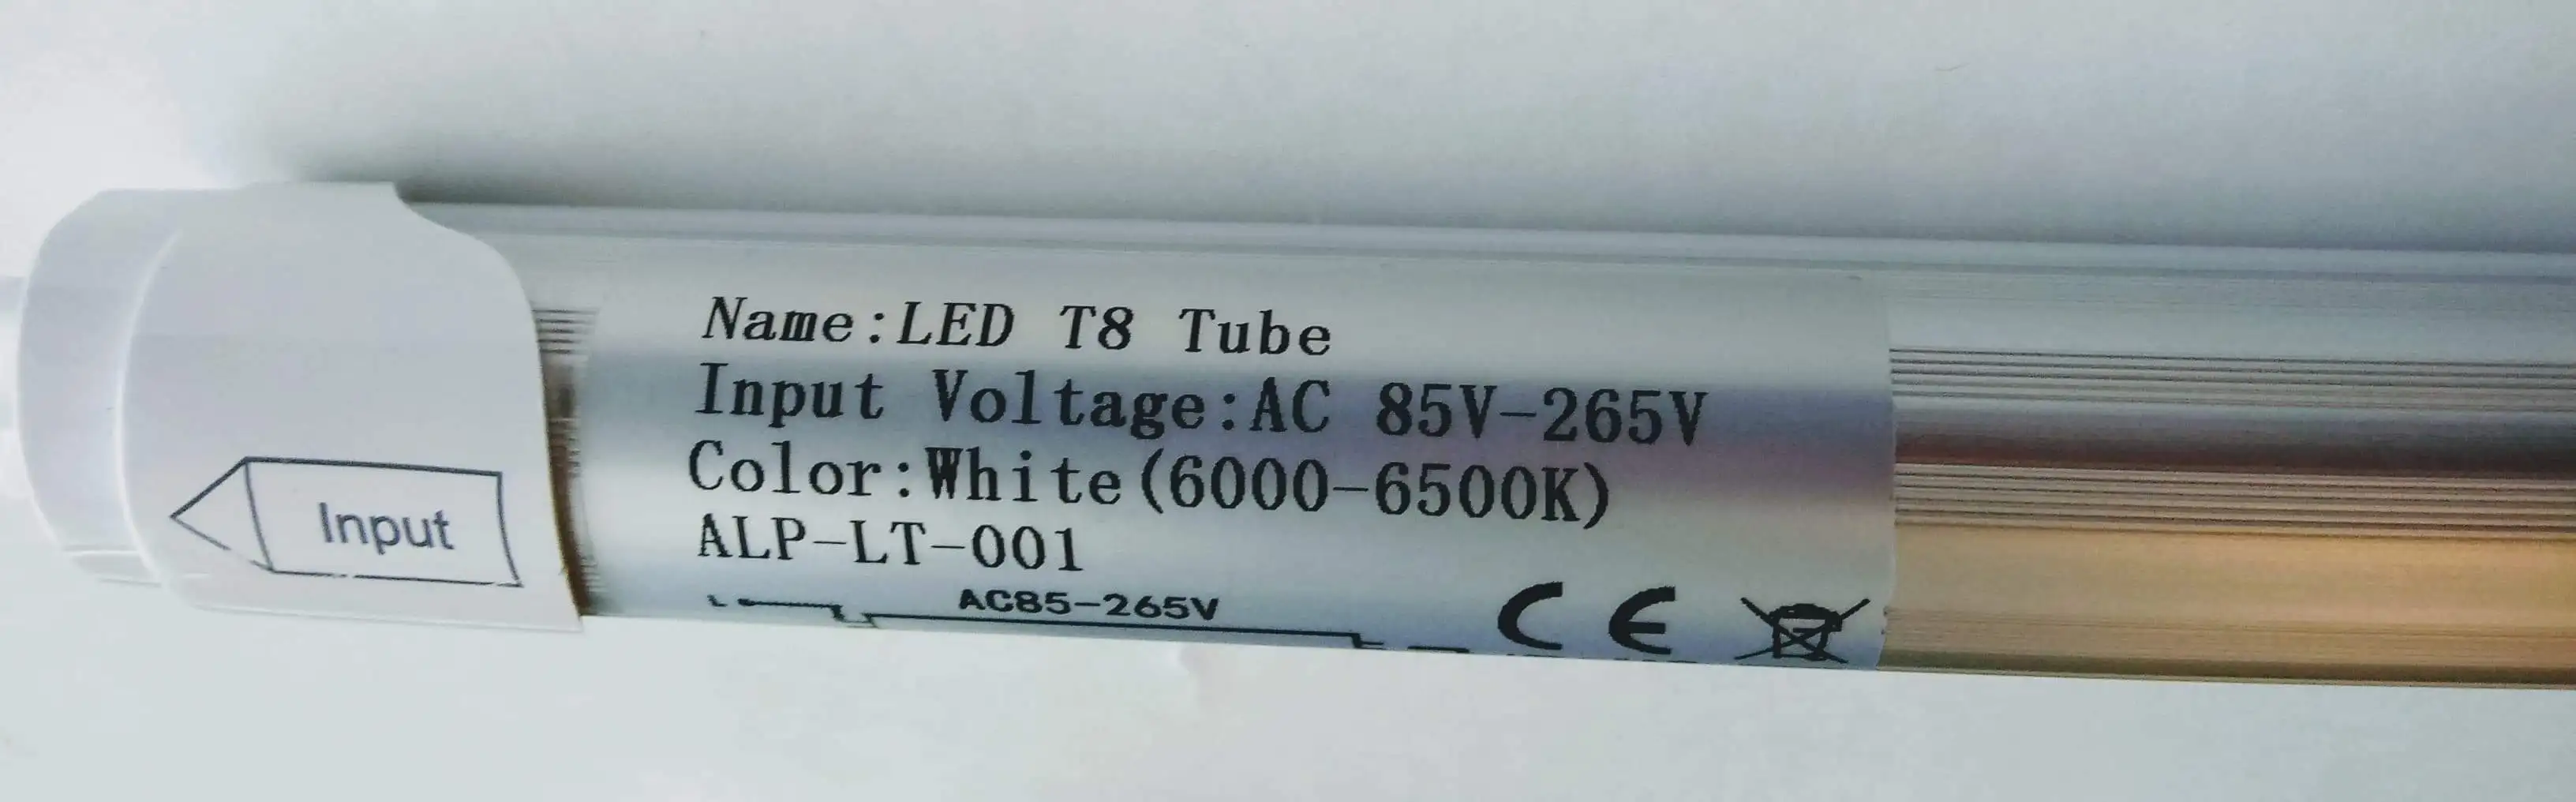 Name:LED T8 Tube
Input Voltage:AC 85V-265V
Color:White(6000-6500K)
ALP-LT-001
Input
L AC85-265V
CE